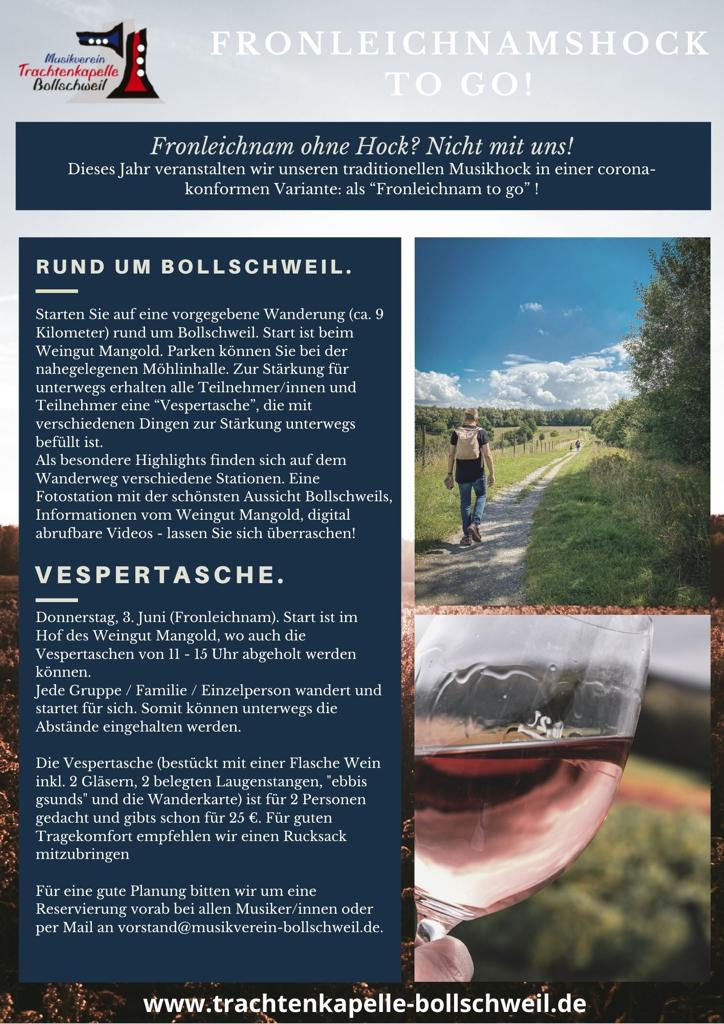 Musikverein
Trachtenkapelle
Bollschweil
FRONLEICHNAMSHOCK
TO GO!
Fronleichnam ohne Hock? Nicht mit uns!
Dieses Jahr veranstalten wir unseren traditionellen Musikhock in einer corona-
konformen Variante: als “Fronleichnam to go” !
RUND UM BOLLSCHWEIL.
Starten Sie auf eine vorgegebene Wanderung (ca. 9
Kilometer) rund um Bollschweil. Start ist beim
Weingut Mangold. Parken können Sie bei der
nahegelegenen Möhlinhalle. Zur Stärkung für
unterwegs erhalten alle Teilnehmer/innen und
Teilnehmer eine “Vespertasche”, die mit
verschiedenen Dingen zur Stärkung unterwegs
befüllt ist.
Als besondere Highlights finden sich auf dem
Wanderweg verschiedene Stationen. Eine
Fotostation mit der schönsten Aussicht Bollschweils,
Informationen vom Weingut Mangold, digital
abrufbare Videos - lassen Sie sich überraschen!
VESPERTASCHE.
Donnerstag, 3. Juni (Fronleichnam). Start ist im
Hof des Weingut Mangold, wo auch die
Vespertaschen von 11 - 15 Uhr abgeholt werden
können.
Jede Gruppe / Familie / Einzelperson wandert und
startet für sich. Somit können unterwegs die
Abstände eingehalten werden.
Die Vespertasche (bestückt mit einer Flasche Wein
inkl. 2 Gläsern, 2 belegten Laugenstangen, "ebbis
gsunds" und die Wanderkarte) ist für 2 Personen
gedacht und gibts schon für 25 €. Für guten
Tragekomfort empfehlen wir einen Rucksack
mitzubringen
Für eine gute Planung bitten wir um eine
Reservierung vorab bei allen Musiker/innen oder
per Mail an vorstand@musikverein-bollschweil.de.
www.trachtenkapelle-bollschweil.de